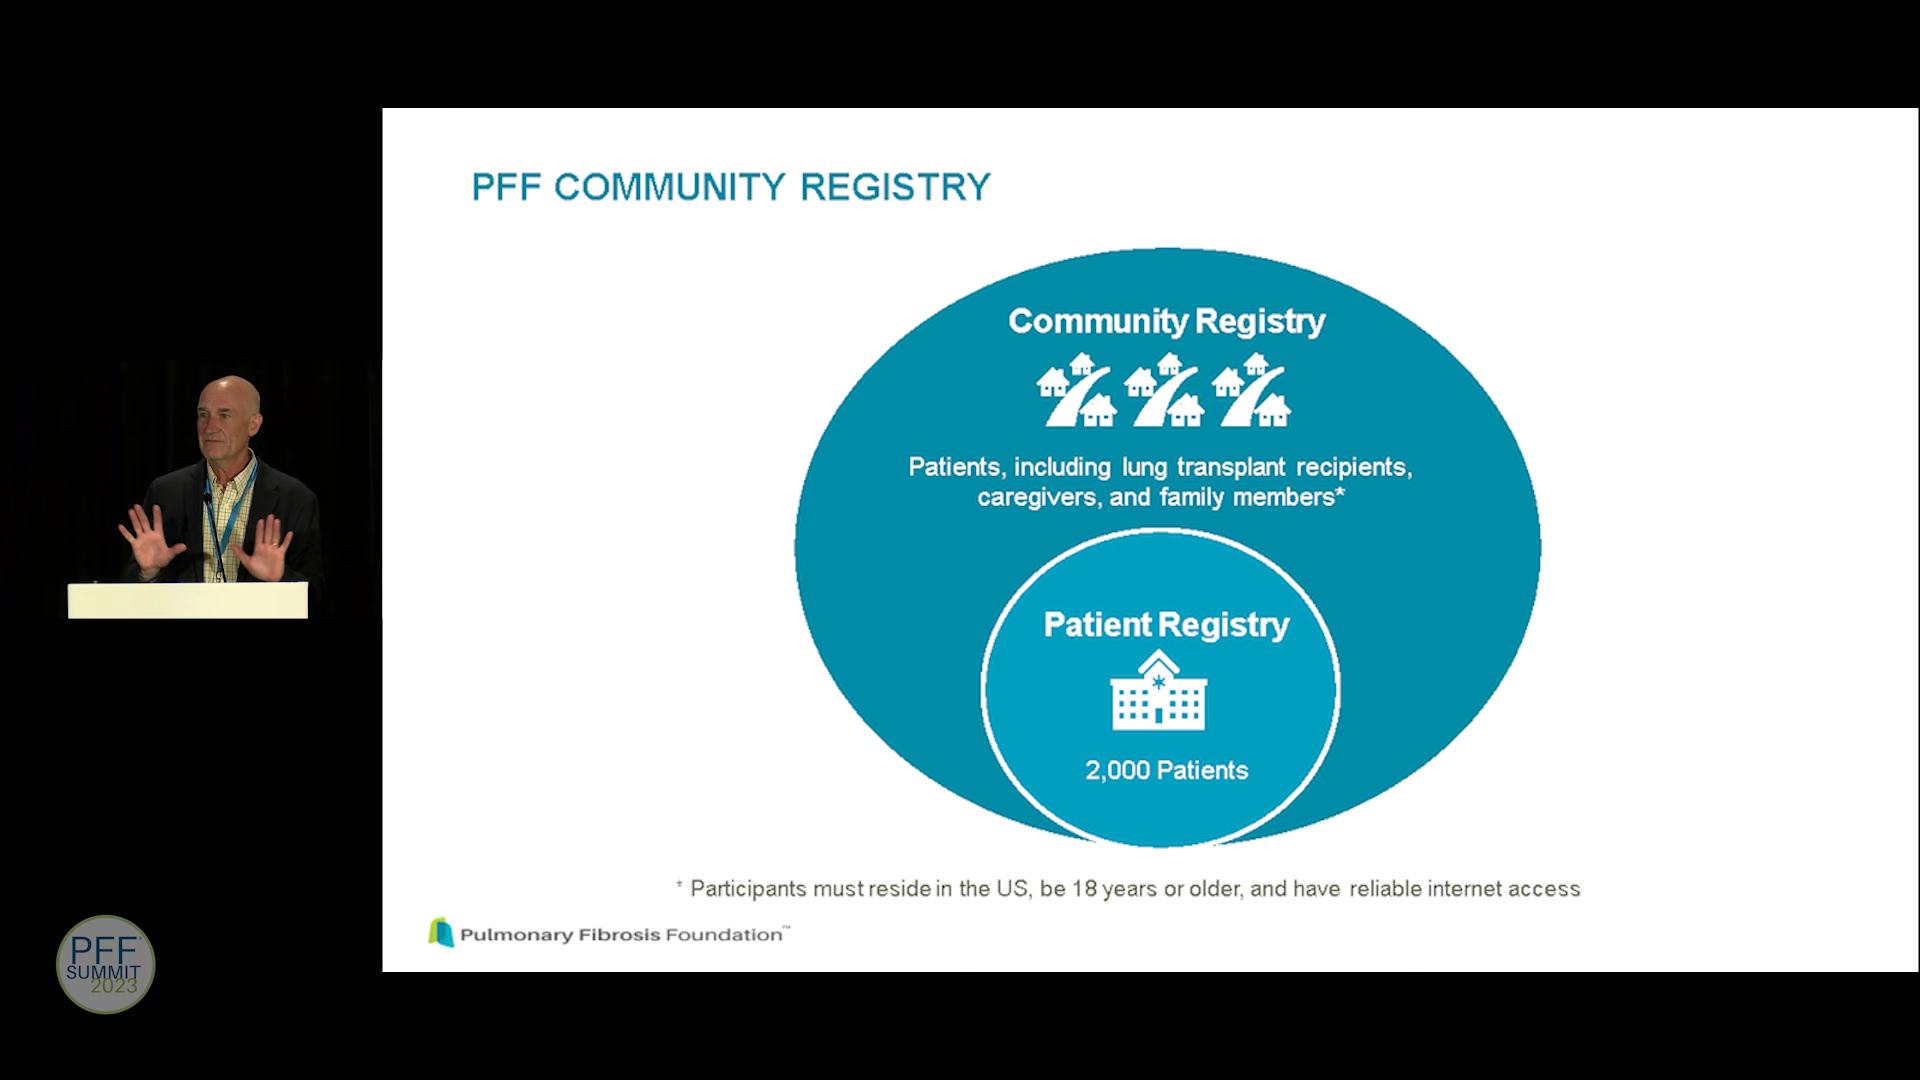 PFF COMMUNITY REGISTRY
Community Registry
Patients, including lung transplant recipients,
caregivers, and family members*
Patient Registry
2,000 Patients
* Participants must reside in the US, be 18 years or older, and have reliable internet access
Pulmonary Fibrosis Foundation™
PFF
SUMMIT
2023